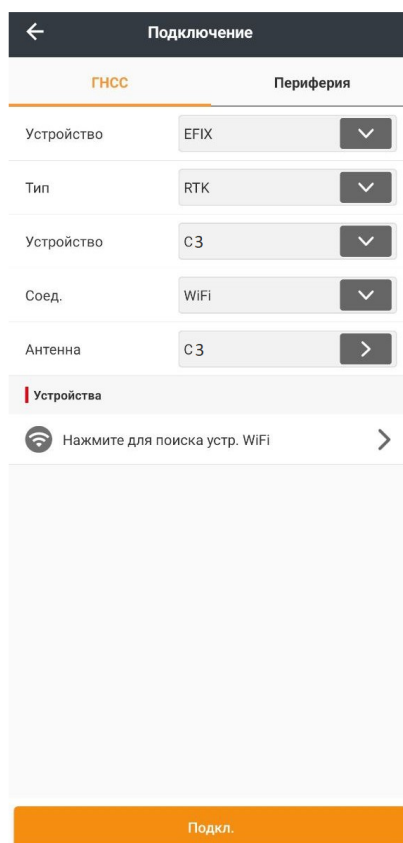 Подключение
ГНСС Периферия
Устройство EFIX
Тип RTK
Устройство C3
Соед. WiFi
Антенна C3
Устройства
Нажмите для поиска устр. WiFi
Подкл.